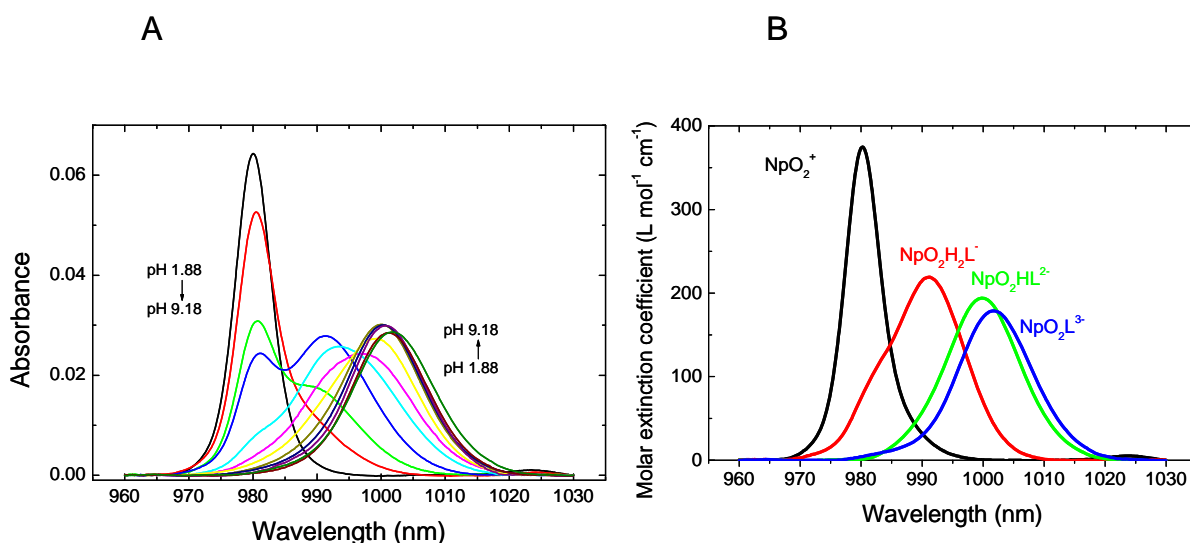 A
B
0.06
0.04
0.02
0.00
Absorbance
pH 1.88
pH 9.18
pH 9.18
pH 1.88
960 970 980 990 1000 1010 1020 1030
Wavelength (nm)
400
300
200
100
0
Molar extinction coefficient (L mol⁻¹ cm⁻¹)
NpO₂⁺
NpO₂H₂L⁻
NpO₂HL²⁻
NpO₂L³⁻
960 970 980 990 1000 1010 1020 1030
Wavelength (nm)